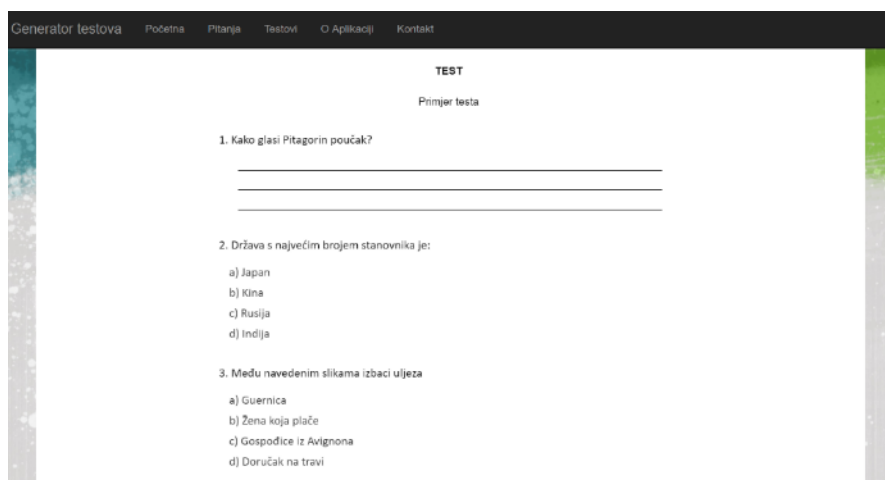 Generator testova Početna Pitanja Testovi O Aplikaciji Kontakt
TEST
Primjer testa
1. Kako glasi Pitagorin poučak?
2. Država s najvećim brojem stanovnika je:
a) Japan
b) Kina
c) Rusija
d) Indija
3. Među navedenim slikama izbaci uljeza
a) Guernica
b) Žena koja plače
c) Gospođice iz Avignona
d) Doručak na travi